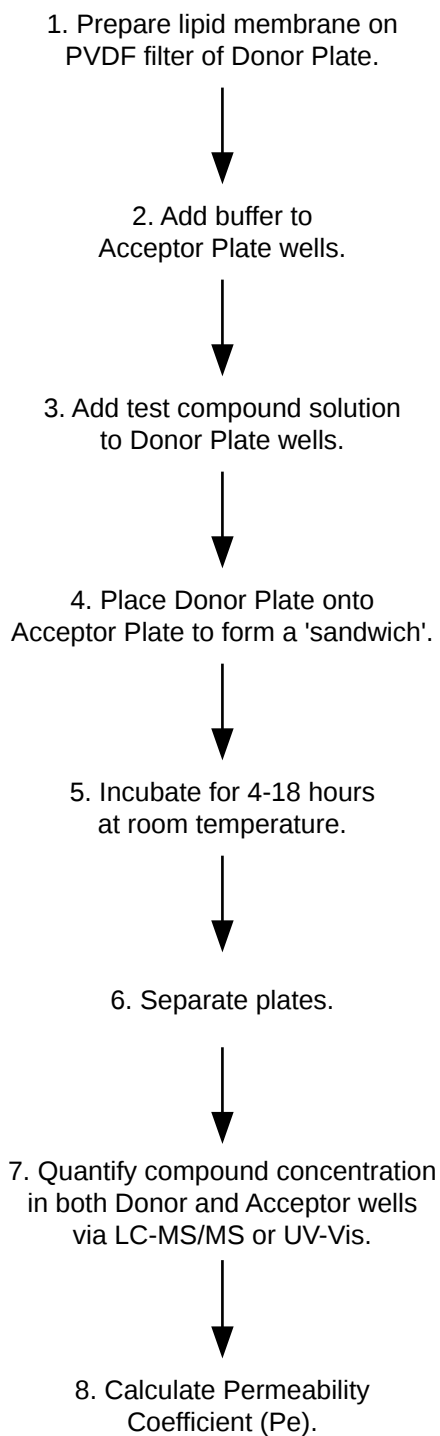 1. Prepare lipid membrane on
PVDF filter of Donor Plate.
2. Add buffer to
Acceptor Plate wells.
3. Add test compound solution
to Donor Plate wells.
4. Place Donor Plate onto
Acceptor Plate to form a 'sandwich'.
5. Incubate for 4-18 hours
at room temperature.
6. Separate plates.
7. Quantify compound concentration
in both Donor and Acceptor wells
via LC-MS/MS or UV-Vis.
8. Calculate Permeability
Coefficient (Pe).